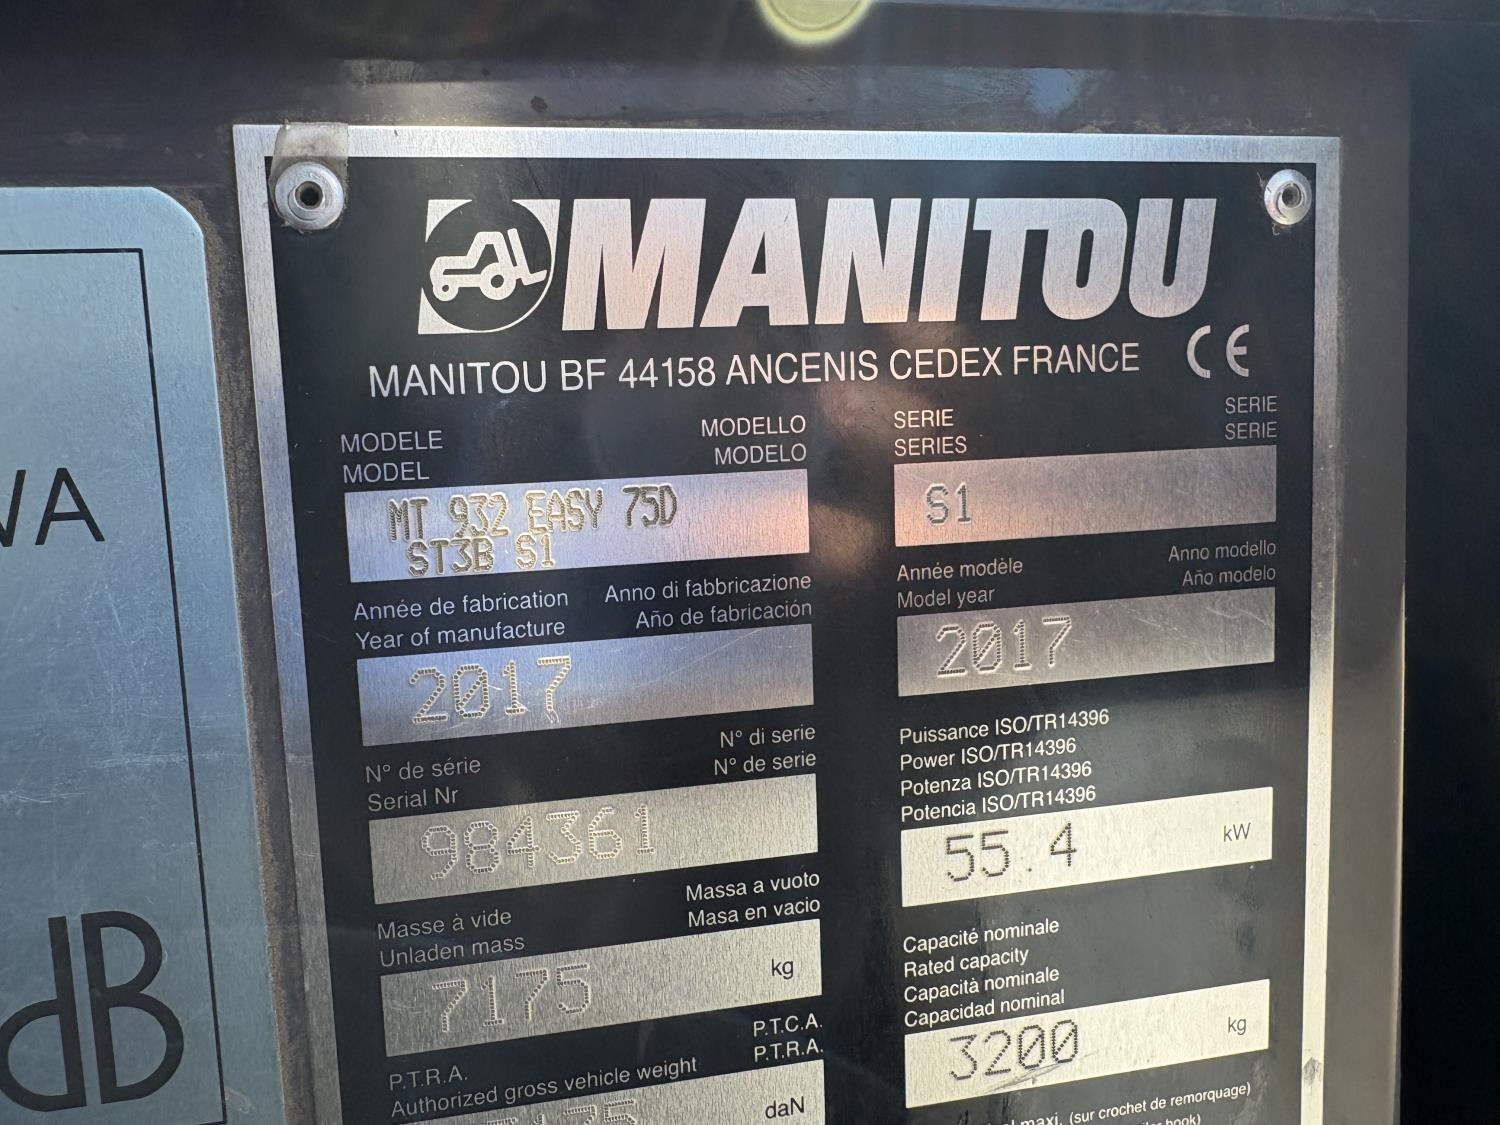 MANITOU
MANITOU BF 44158 ANCENIS CEDEX FRANCE CE
MODELE MODELLO
MODEL MODELO
MT 932 EASY 75D
ST3B S1
Année de fabrication Anno di fabbricazione
Year of manufacture Año de fabricación
2017
N° de série N° di serie
Serial Nr N° de serie
984361
Masse à vide Massa a vuoto
Unladen mass Masa en vacio
7175 kg
P.T.R.A. P.T.C.A.
Authorized gross vehicle weight P.T.R.A.
daN
SERIE SERIE
SERIES SERIE
S1
Année modèle Anno modello
Model year Año modelo
2017
Puissance ISO/TR14396
Power ISO/TR14396
Potenza ISO/TR14396
Potencia ISO/TR14396
55.4 kW
Capacité nominale
Rated capacity
Capacità nominale
Capacidad nominal
3200 kg
maxi. (sur crochet de remorquage)
hook)
WA
dB